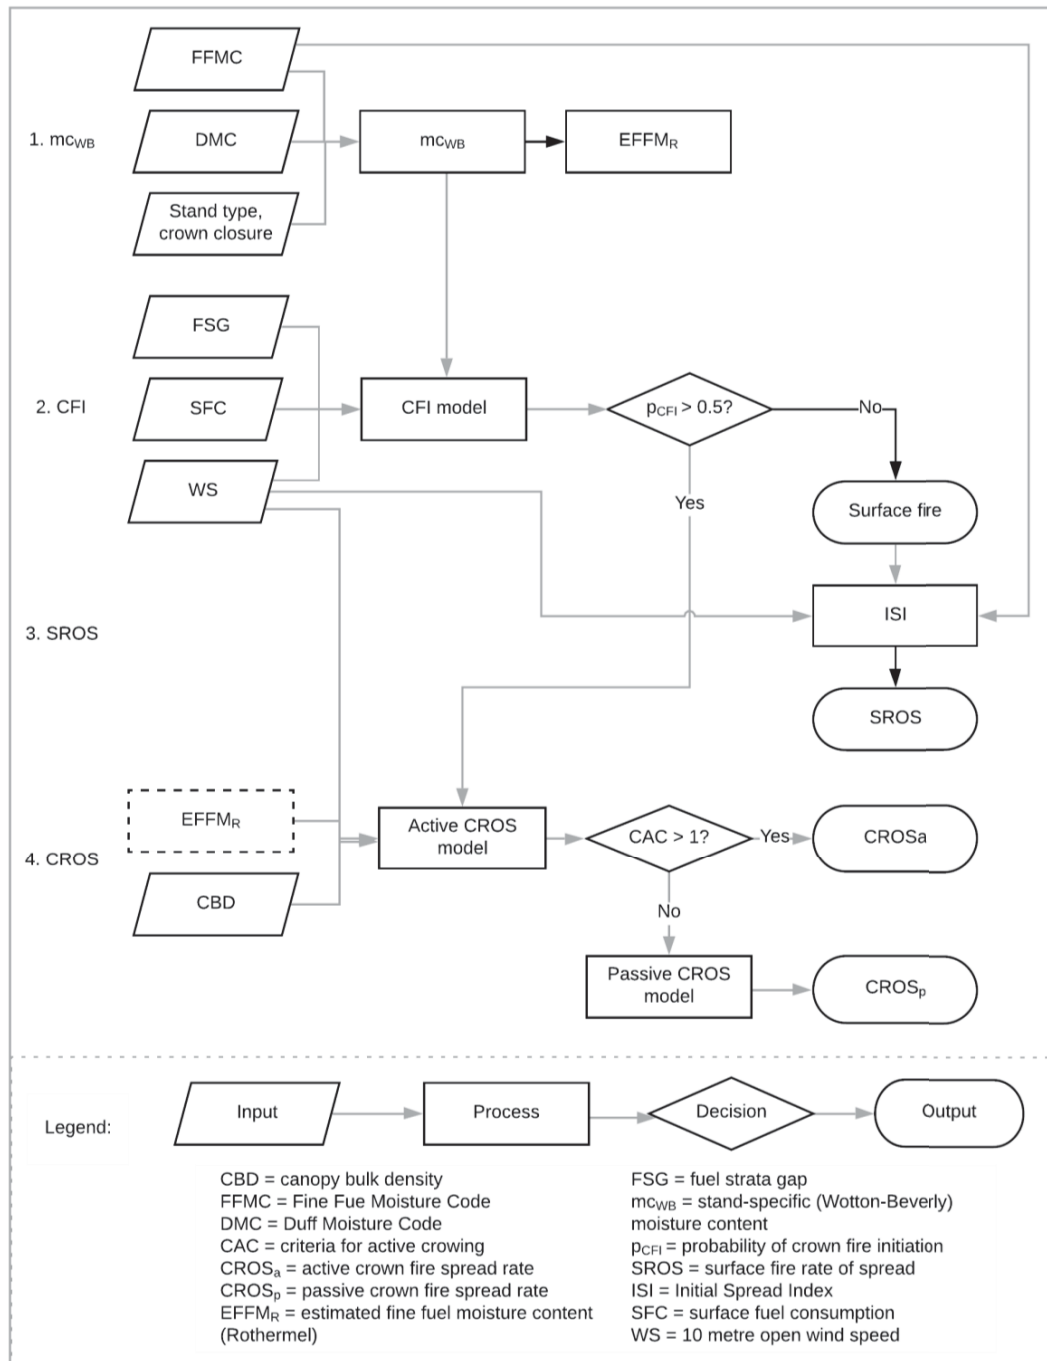 FFMC
1. mcWB
DMC
mcWB
EFFMR
Stand type,
crown closure
FSG
2. CFI
SFC
CFI model
pCFI > 0.5?
No
WS
Yes
Surface fire
ISI
3. SROS
SROS
EFFMR
Active CROS
model
CAC > 1?
Yes
CROSa
4. CROS
CBD
No
Passive CROS
model
CROSp
Legend:
Input
Process
Decision
Output
CBD = canopy bulk density
FFMC = Fine Fue Moisture Code
DMC = Duff Moisture Code
CAC = criteria for active crowing
CROSa = active crown fire spread rate
CROSp = passive crown fire spread rate
EFFMR = estimated fine fuel moisture content
(Rothermel)
FSG = fuel strata gap
mcWB = stand-specific (Wotton-Beverly)
moisture content
pCFI = probability of crown fire initiation
SROS = surface fire rate of spread
ISI = Initial Spread Index
SFC = surface fuel consumption
WS = 10 metre open wind speed